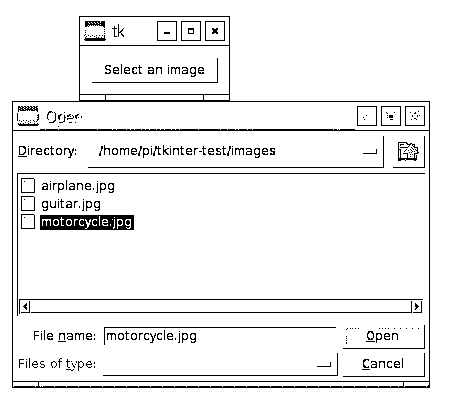 tk
Select an image
Open
Directory: /home/pi/tkinter-test/images
airplane.jpg
guitar.jpg
motorcycle.jpg
File name: motorcycle.jpg Open
Files of type: Cancel